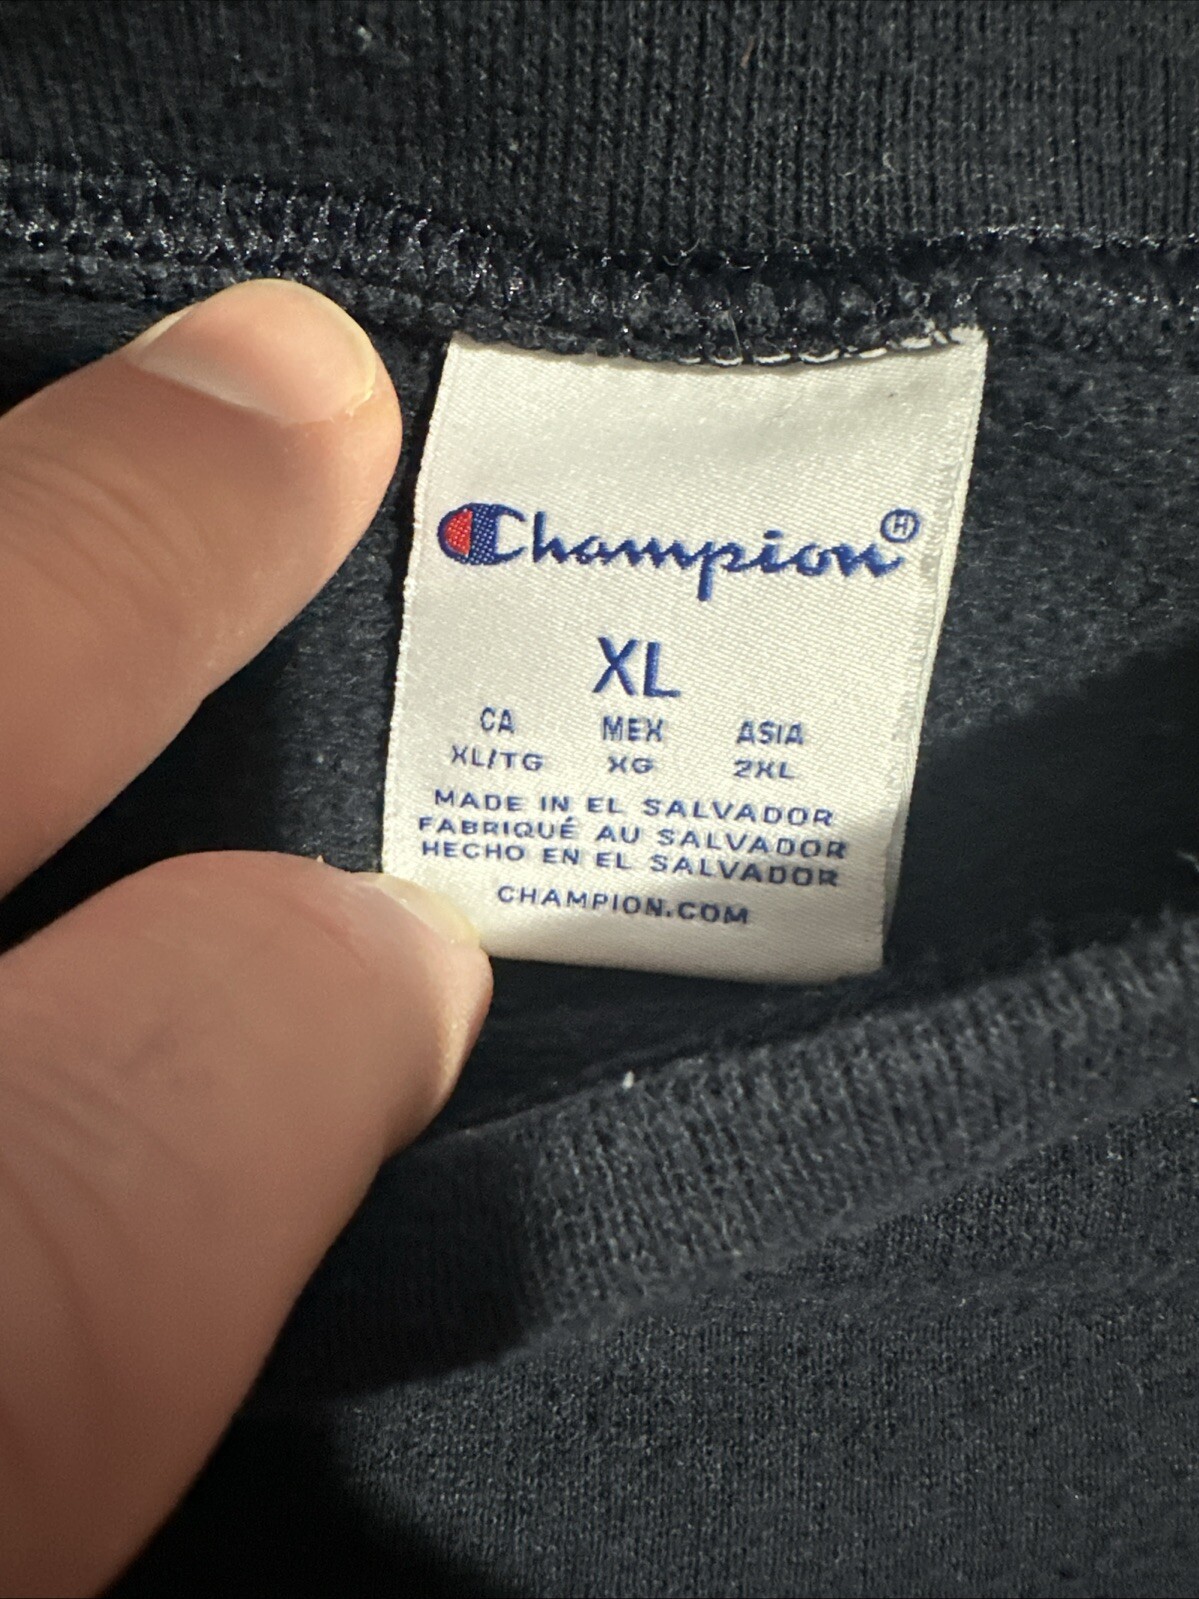 Champion Ⓗ
XL
CA MEX ASIA
XL/TG XG 2XL
MADE IN EL SALVADOR
FABRIQUÉ AU SALVADOR
HECHO EN EL SALVADOR
CHAMPION.COM